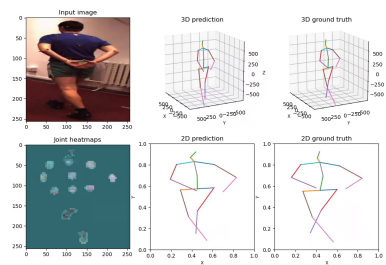 Input image
3D prediction
3D ground truth
0
50
100
150
200
250
0 50 100 150 200 250
500
0
−500
500
250
0
X
500 250 0 −250 −500
Y
500
0
−500
Z
500
250
0
X
500 250 0 −250 −500
Y
Joint heatmaps
2D prediction
2D ground truth
0
50
100
150
200
250
0 50 100 150 200 250
1.0
0.8
0.6
0.4
0.2
0.0
Y
0.0 0.2 0.4 0.6 0.8 1.0
X
1.0
0.8
0.6
0.4
0.2
0.0
Y
0.0 0.2 0.4 0.6 0.8 1.0
X